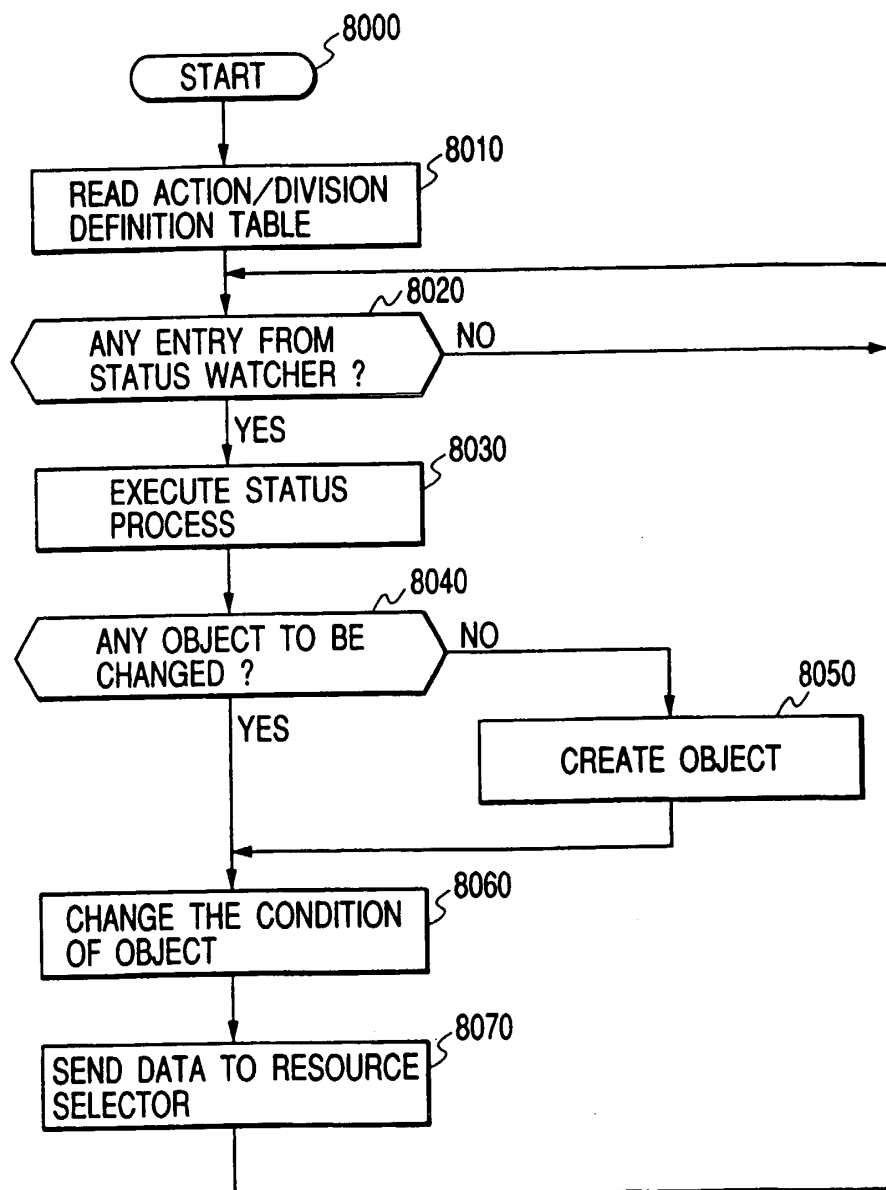 8000
START
8010
READ ACTION/DIVISION
DEFINITION TABLE
8020
ANY ENTRY FROM
STATUS WATCHER ?
NO
YES
8030
EXECUTE STATUS
PROCESS
8040
ANY OBJECT TO BE
CHANGED ?
NO
YES
8050
CREATE OBJECT
8060
CHANGE THE CONDITION
OF OBJECT
8070
SEND DATA TO RESOURCE
SELECTOR